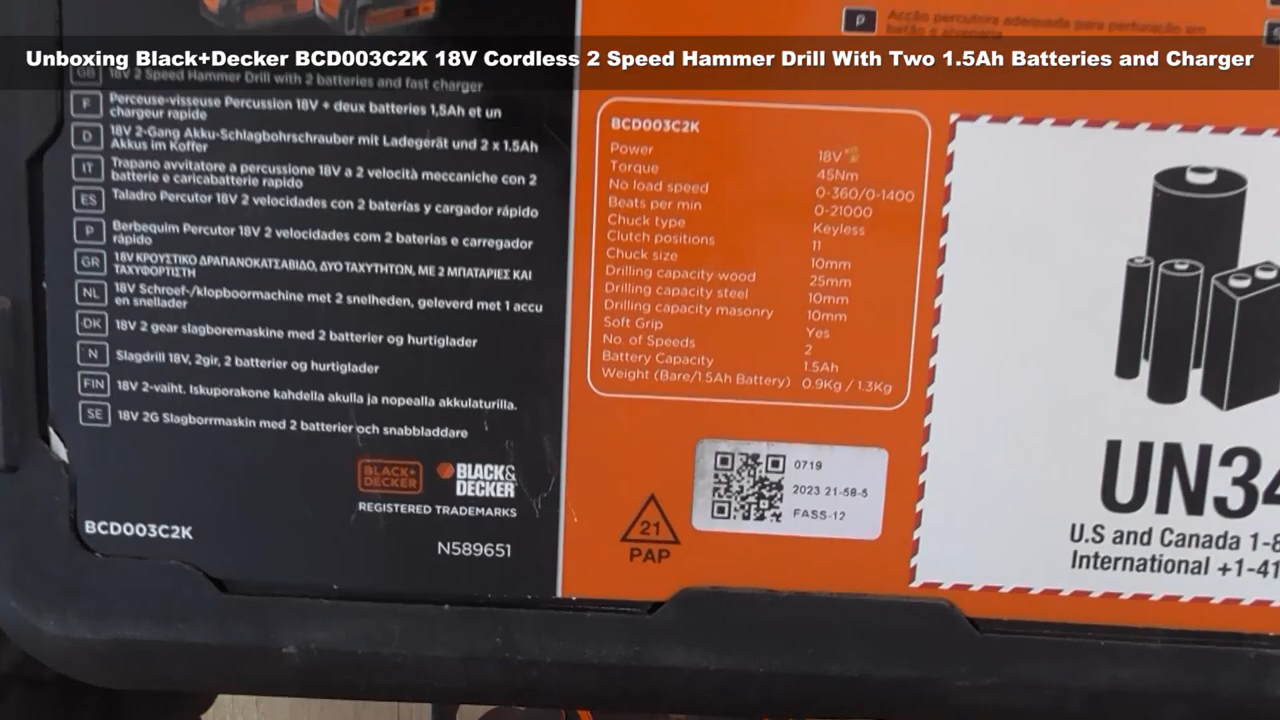 Acção percutora adequada para perfuração em
betão e alvenaria
Unboxing Black+Decker BCD003C2K 18V Cordless 2 Speed Hammer Drill With Two 1.5Ah Batteries and Charger
GB 18V 2 Speed Hammer Drill with 2 batteries and fast charger
F Perceuse-visseuse Percussion 18V + deux batteries 1,5Ah et un
chargeur rapide
D 18V 2-Gang Akku-Schlagbohrschrauber mit Ladegerät und 2 x 1.5Ah
Akkus im Koffer
IT Trapano avvitatore a percussione 18V a 2 velocità meccaniche con 2
batterie e caricabatterie rapido
ES Taladro Percutor 18V 2 velocidades con 2 baterías y cargador rápido
P Berbequim Percutor 18V 2 velocidades com 2 baterias e carregador
rápido
GR 18V ΚΡΟΥΣΤΙΚΟ ΔΡΑΠΑΝΟΚΑΤΣΑΒΙΔΟ, ΔΥΟ ΤΑΧΥΤΗΤΩΝ, ΜΕ 2 ΜΠΑΤΑΡΙΕΣ ΚΑΙ
ΤΑΧΥΦΟΡΤΙΣΤΗ
NL 18V Schroef-/klopboormachine met 2 snelheden, geleverd met 1 accu
en snellader
DK 18V 2 gear slagboremaskine med 2 batterier og hurtiglader
N Slagdrill 18V, 2gir, 2 batterier og hurtiglader
FIN 18V 2-vaiht. Iskuporakone kahdella akulla ja nopealla akkulaturilla.
SE 18V 2G Slagborrmaskin med 2 batterier och snabbladdare
BLACK+
DECKER
BLACK&
DECKER
REGISTERED TRADEMARKS
BCD003C2K
N589651
P
BCD003C2K
Power 18V
Torque 45Nm
No load speed 0-360/0-1400
Beats per min 0-21000
Chuck type Keyless
Clutch positions 11
Chuck size 10mm
Drilling capacity wood 25mm
Drilling capacity steel 10mm
Drilling capacity masonry 10mm
Soft Grip Yes
No. of Speeds 2
Battery Capacity 1.5Ah
Weight (Bare/1.5Ah Battery) 0.9Kg / 1.3Kg
0719
2023 21-58-5
FASS-12
21
PAP
UN34
U.S and Canada 1-8
International +1-41